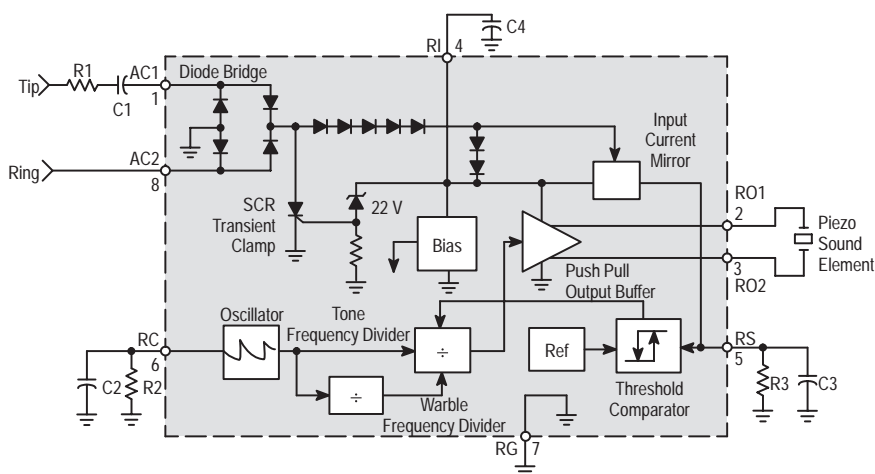 C4
RI 4
R1
AC1
Diode Bridge
Tip
C1
1
Input
Current
Mirror
AC2
Ring
8
RO1
2
SCR
Transient
Clamp
22 V
Piezo
Sound
Element
Bias
3
RO2
Push Pull
Output Buffer
Oscillator
Tone
Frequency Divider
RC
6
÷
Ref
RS
5
C2
R2
÷
R3
C3
Threshold
Comparator
Warble
Frequency Divider
RG 7